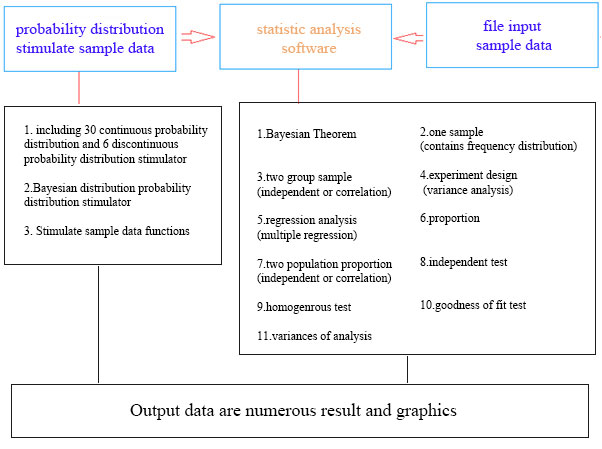 probability distribution
stimulate sample data
statistic analysis
software
file input
sample data
1. including 30 continuous probability
distribution and 6 discontinuous
probability distribution stimulator
2.Bayesian distribution probability
distribution stimulator
3. Stimulate sample data functions
1.Bayesian Theorem
2.one sample
(contains frequency distribution)
3.two group sample
(independent or correlation)
4.experiment design
(variance analysis)
5.regression analysis
(multiple regression)
6.proportion
7.two population proportion
(independent or correlation)
8.independent test
9.homogenrous test
10.goodness of fit test
11.variances of analysis
Output data are numerous result and graphics